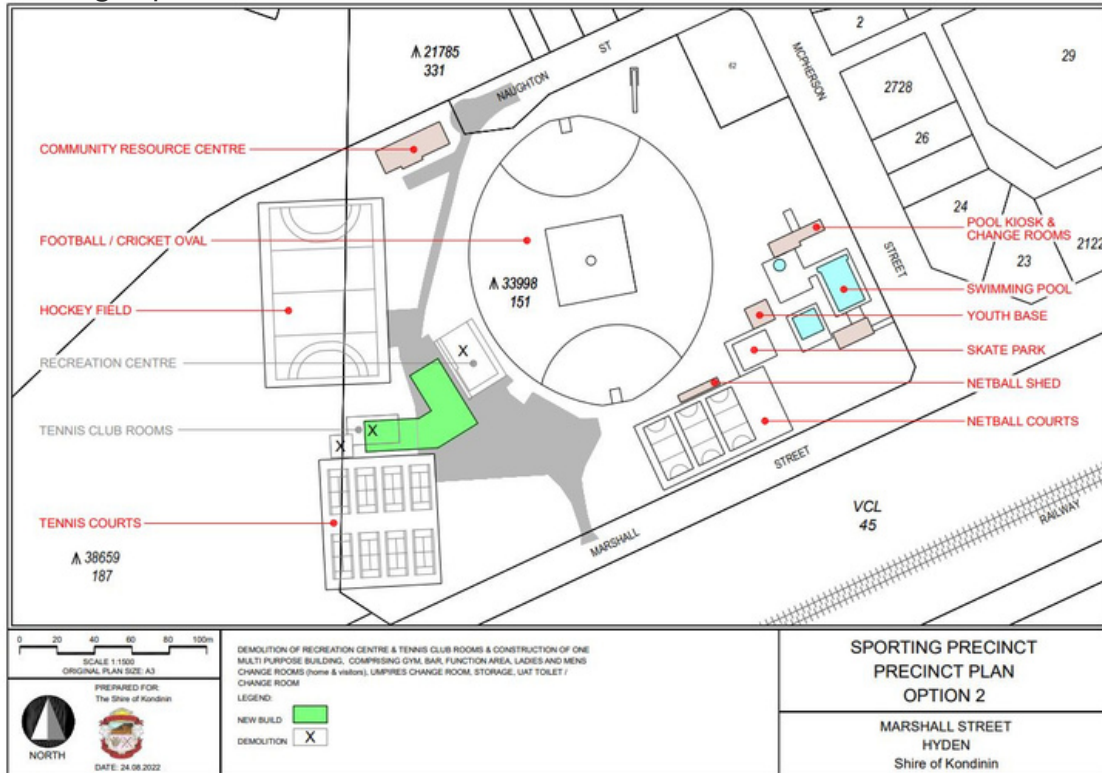 21785
331
NAUGHTON
ST
62
2
MCPHERSON
29
2728
26
COMMUNITY RESOURCE CENTRE
24
POOL KIOSK &
CHANGE ROOMS
FOOTBALL / CRICKET OVAL
2122
23
STREET
33998
151
SWIMMING POOL
HOCKEY FIELD
YOUTH BASE
X
SKATE PARK
RECREATION CENTRE
NETBALL SHED
NETBALL COURTS
TENNIS CLUB ROOMS
X
X
STREET
VCL
45
RAILWAY
TENNIS COURTS
MARSHALL
38659
187
0 20 40 60 80 100m
SCALE 1:1500
ORIGINAL PLAN SIZE: A3
PREPARED FOR:
The Shire of Kondinin
NORTH
DATE: 24.08.2022
DEMOLITION OF RECREATION CENTRE & TENNIS CLUB ROOMS & CONSTRUCTION OF ONE
MULTI PURPOSE BUILDING, COMPRISING GYM, BAR, FUNCTION AREA, LADIES AND MENS
CHANGE ROOMS (home & visitors), UMPIRES CHANGE ROOM, STORAGE, UAT TOILET /
CHANGE ROOM
LEGEND:
NEW BUILD
DEMOLITION X
SPORTING PRECINCT
PRECINCT PLAN
OPTION 2
MARSHALL STREET
HYDEN
Shire of Kondinin